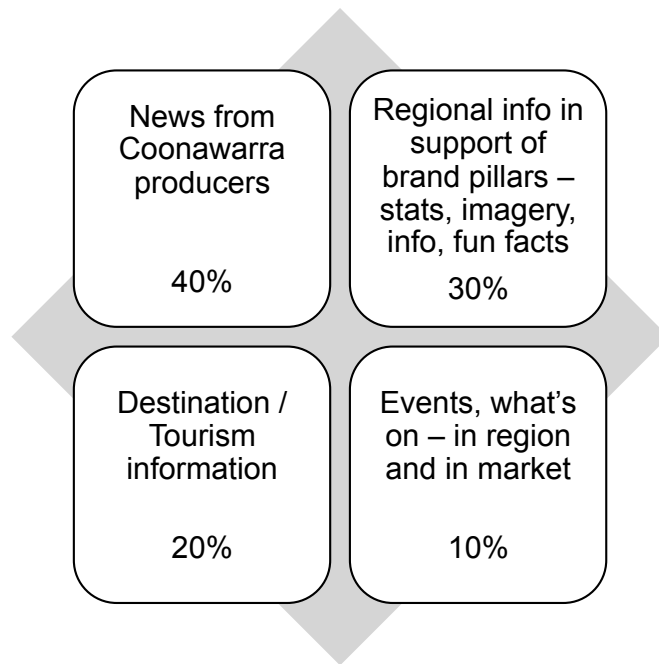 News from
Coonawarra
producers
40%
Regional info in
support of
brand pillars –
stats, imagery,
info, fun facts
30%
Destination /
Tourism
information
20%
Events, what’s
on – in region
and in market
10%